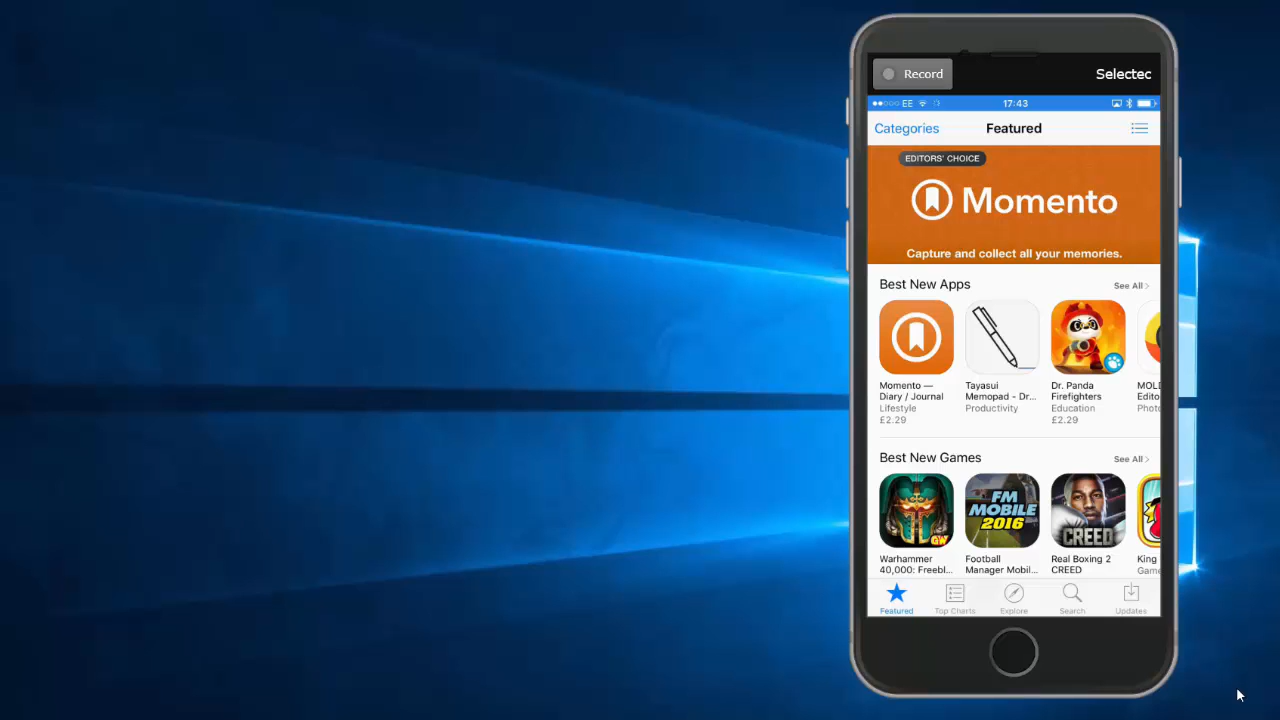 Record
Selectec
EE
17:43
Categories
Featured
EDITORS' CHOICE
Momento
Capture and collect all your memories.
Best New Apps
See All
Momento —
Diary / Journal
Lifestyle
£2.29
Tayasui
Memopad - Dr...
Productivity
Dr. Panda
Firefighters
Education
£2.29
MOL
Edito
Photo
Best New Games
See All
GW
FM
MOBILE
2016
CREED
Warhammer
40,000: Freebl...
Football
Manager Mobil...
Real Boxing 2
CREED
King
Game
Featured
Top Charts
Explore
Search
Updates